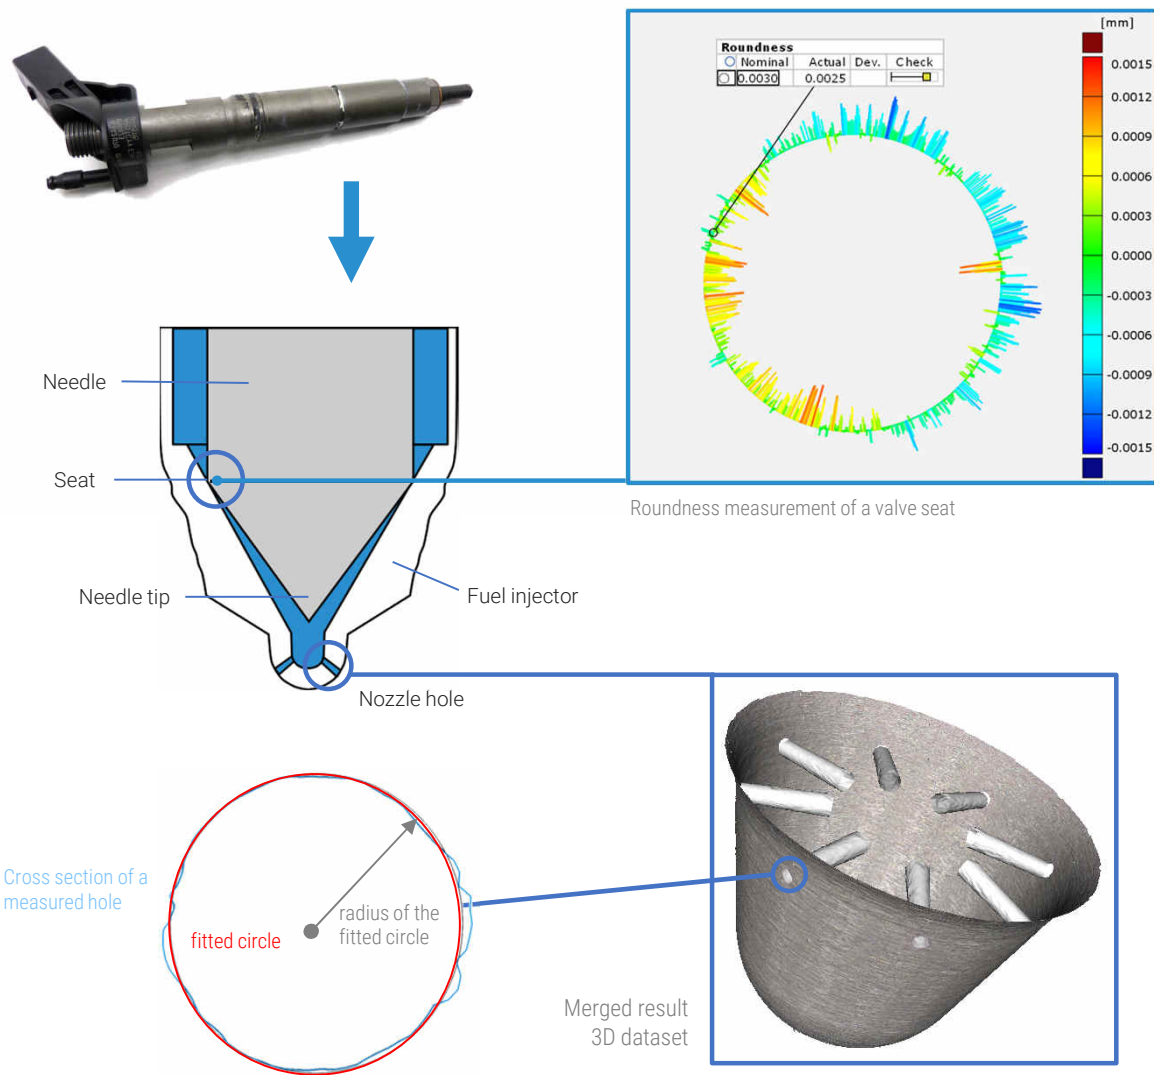 [mm]
Roundness
Nominal Actual Dev. Check
0.0030 0.0025
0.0015
0.0012
0.0009
0.0006
0.0003
0.0000
-0.0003
-0.0006
-0.0009
-0.0012
-0.0015
Roundness measurement of a valve seat
Needle
Seat
Needle tip
Fuel injector
Nozzle hole
Cross section of a
measured hole
fitted circle
radius of the
fitted circle
Merged result
3D dataset